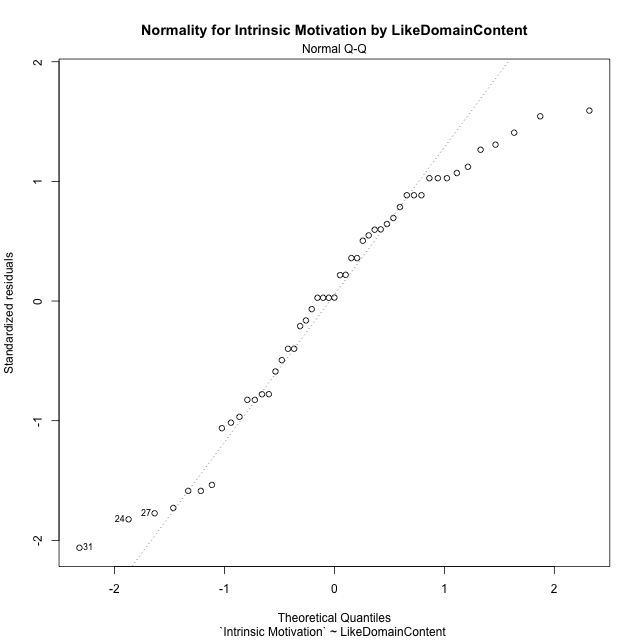 Normality for Intrinsic Motivation by LikeDomainContent
Normal Q-Q
2
1
0
-1
-2
Standardized residuals
24
27
31
-2
-1
0
1
2
Theoretical Quantiles
`Intrinsic Motivation` ~ LikeDomainContent